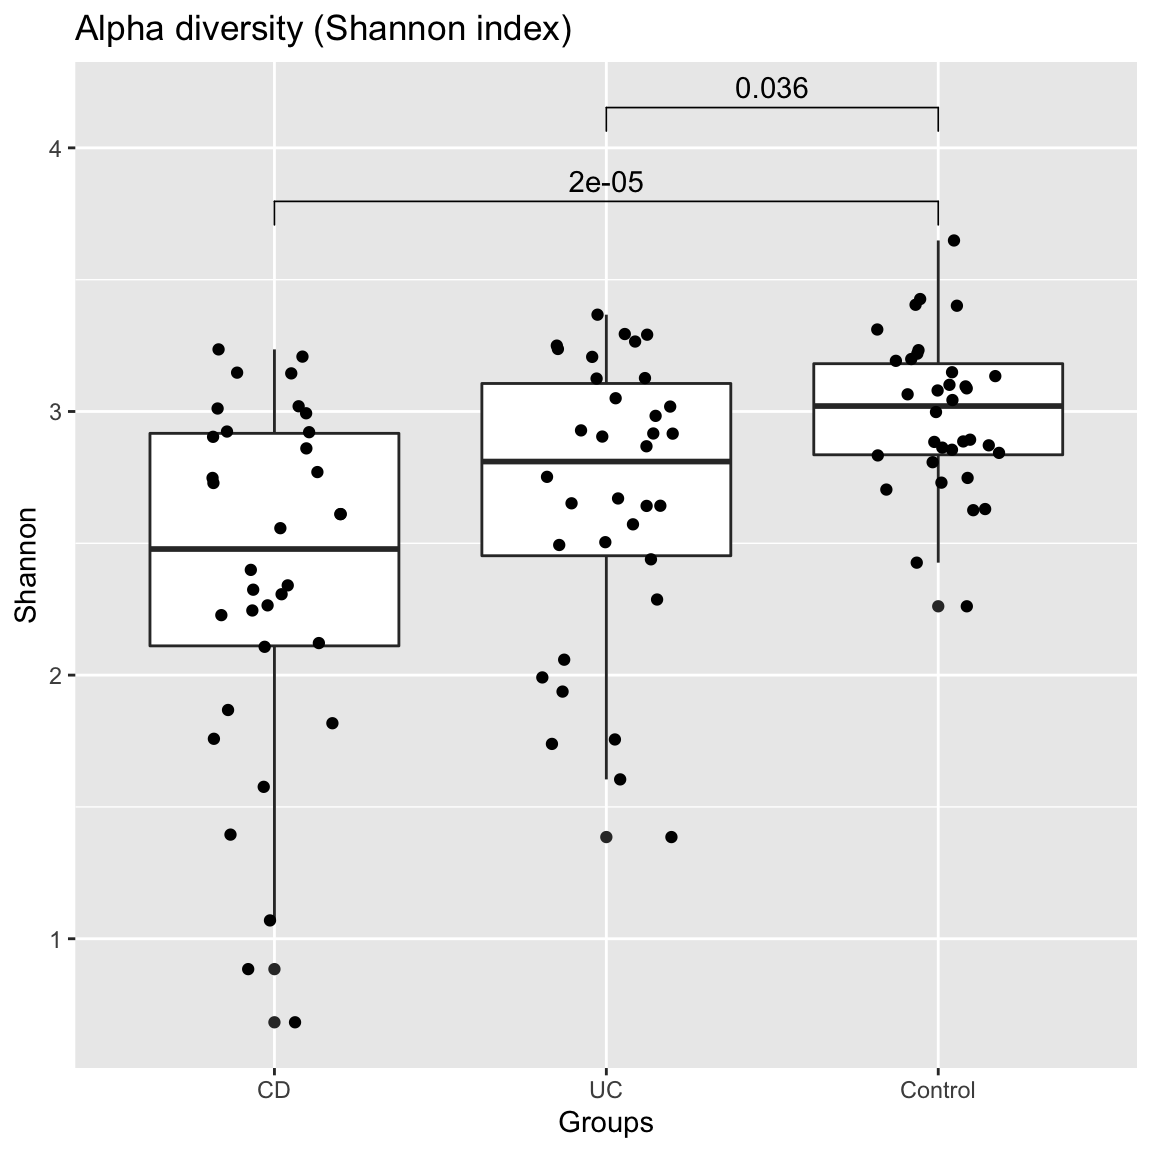 Alpha diversity (Shannon index)
0.036
2e-05
4
3
2
1
Shannon
CD
UC
Control
Groups